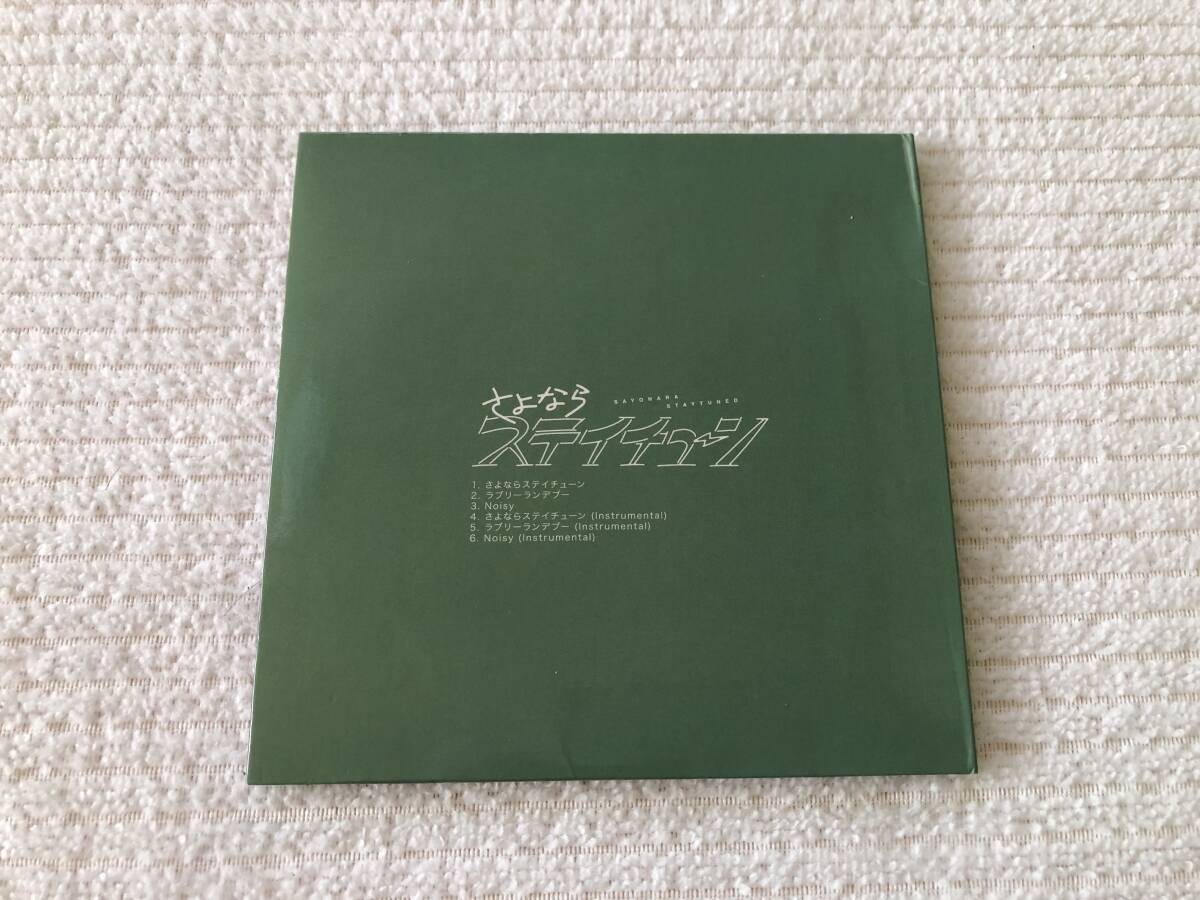 さよなら
SAYONARA
STAYTUNED
ステイチューン
1. さよならステイチューン
2. ラブリーランデブー
3. Noisy
4. さよならステイチューン (Instrumental)
5. ラブリーランデブー (Instrumental)
6. Noisy (Instrumental)